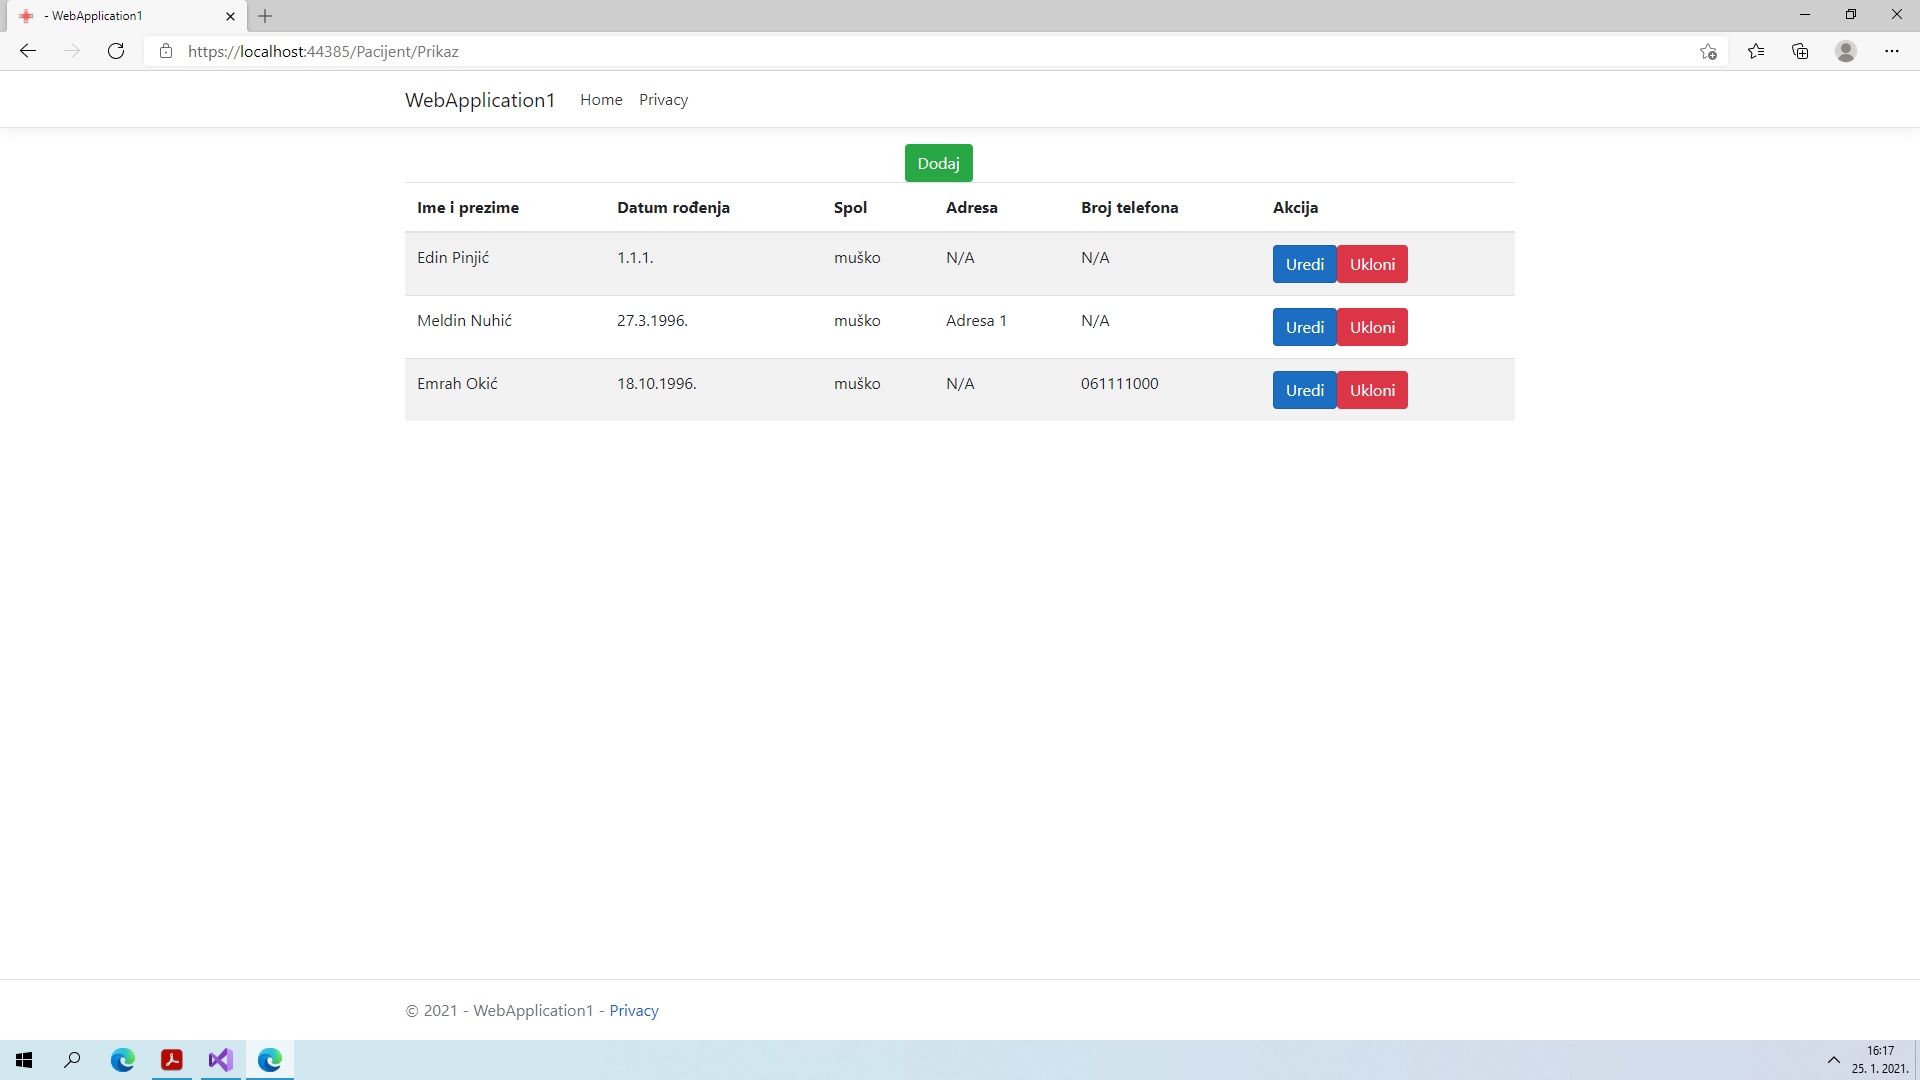 - WebApplication1
https://localhost:44385/Pacijent/Prikaz
WebApplication1 Home Privacy
Dodaj
Ime i prezime Datum rođenja Spol Adresa Broj telefona Akcija
Edin Pinjić 1.1.1. muško N/A N/A Uredi Ukloni
Meldin Nuhić 27.3.1996. muško Adresa 1 N/A Uredi Ukloni
Emrah Okić 18.10.1996. muško N/A 061111000 Uredi Ukloni
© 2021 - WebApplication1 - Privacy
16:17
25. 1. 2021.